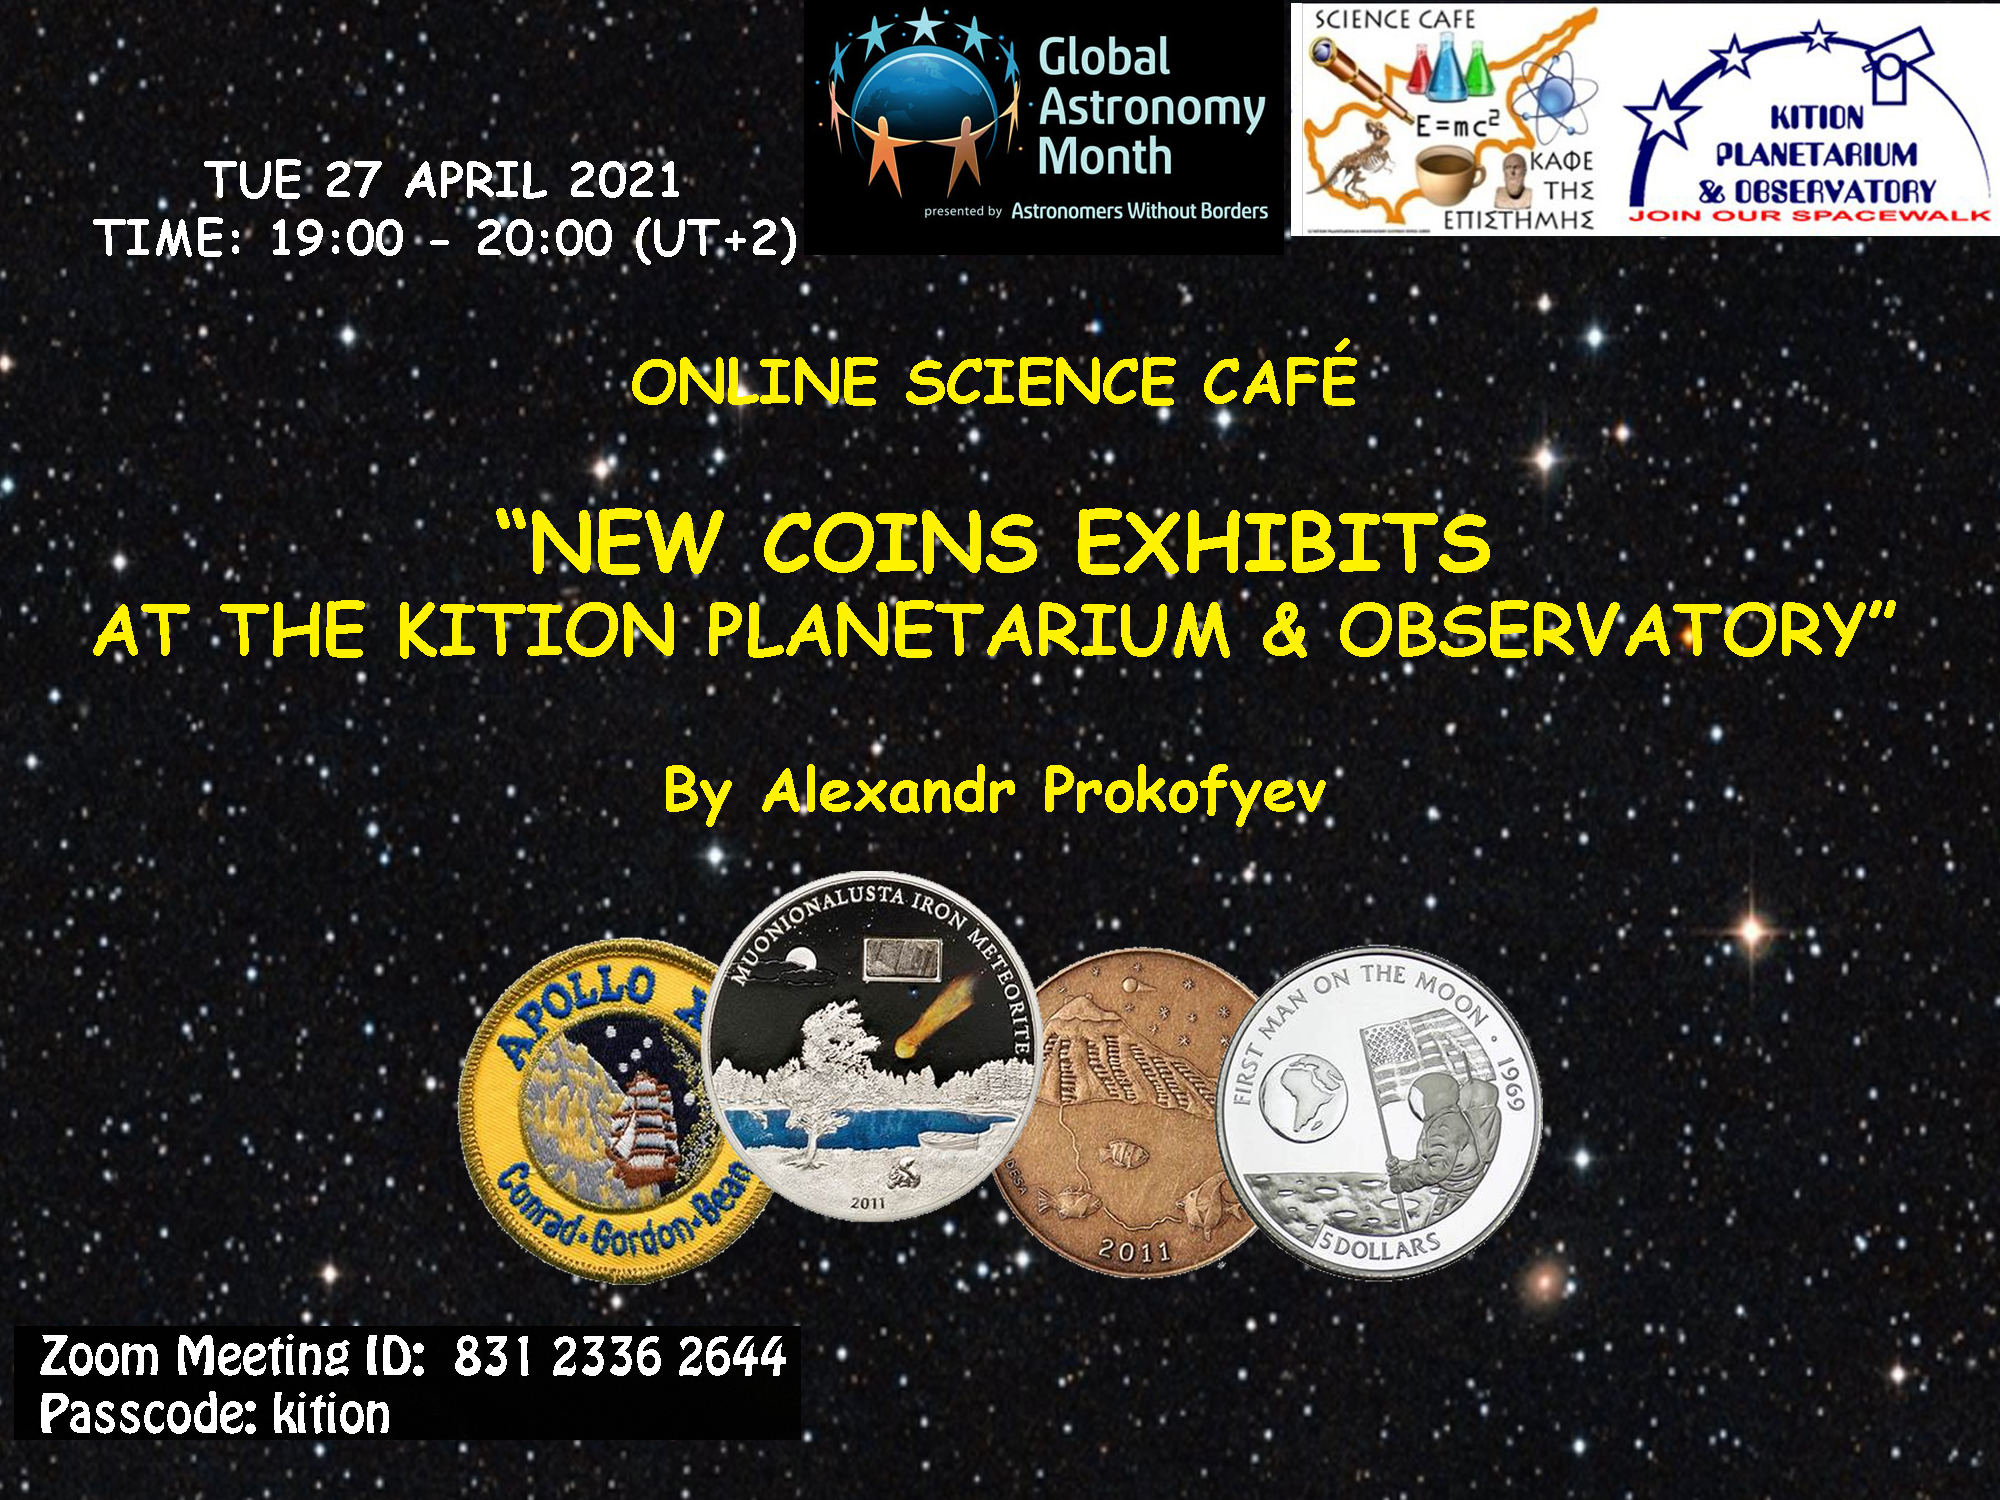 Global
Astronomy
Month
presented by Astronomers Without Borders
SCIENCE CAFE
E=mc²
ΚΑΦΕ
ΤΗΣ
ΕΠΙΣΤΗΜΗΣ
KITION
PLANETARIUM
& OBSERVATORY
JOIN OUR SPACEWALK
TUE 27 APRIL 2021
TIME: 19:00 - 20:00 (UT+2)
ONLINE SCIENCE CAFÉ
“NEW COINS EXHIBITS
AT THE KITION PLANETARIUM & OBSERVATORY”
By Alexandr Prokofyev
APOLLO
Conrad·Gordon·Bean
MUONIONALUSTA IRON METEORITE
2011
DESSA
2011
FIRST MAN ON THE MOON · 1969
5 DOLLARS
Zoom Meeting ID: 831 2336 2644
Passcode: kition